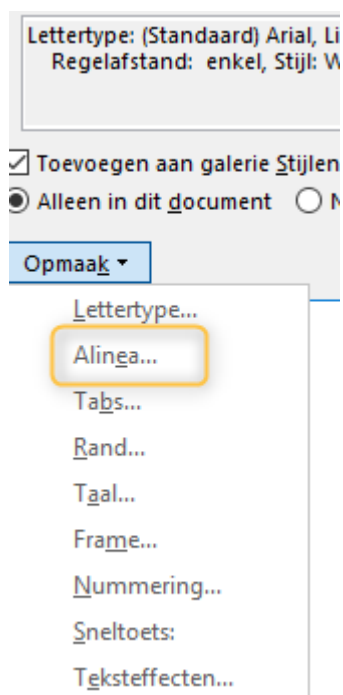 Lettertype: (Standaard) Arial, Li
Regelafstand: enkel, Stijl: W
Toevoegen aan galerie Stijlen
Alleen in dit document
Opmaak
Lettertype...
Alinea...
Tabs...
Rand...
Taal...
Frame...
Nummering...
Sneltoets:
Teksteffecten...